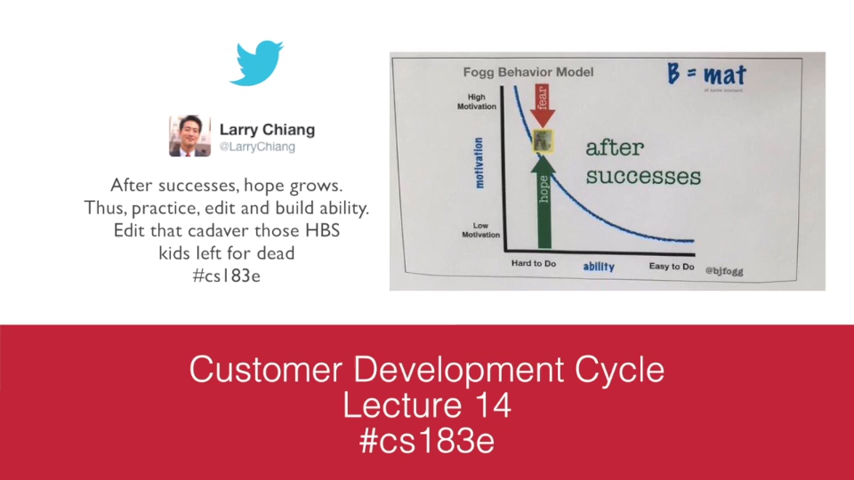 Larry Chiang
@LarryChiang
After successes, hope grows.
Thus, practice, edit and build ability.
Edit that cadaver those HBS
kids left for dead
#cs183e
Fogg Behavior Model
B = mat
High
Motivation
fear
motivation
after
successes
hope
Low
Motivation
Hard to Do
ability
Easy to Do
@bjfogg
Customer Development Cycle
Lecture 14
#cs183e